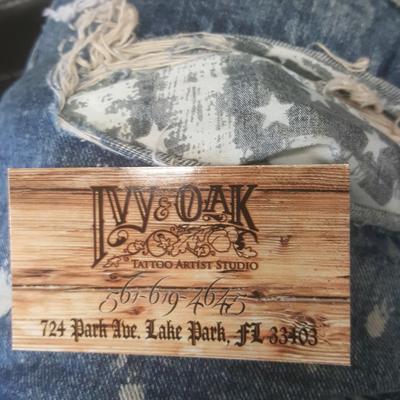 IVY & OAK
TATTOO ARTIST STUDIO
561-619-4645
724 Park Ave. Lake Park, FL 33403